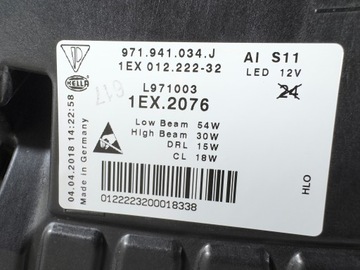 971.941.034.J
AI S11
1EX 012.222-32
LED 12V
24
HELLA
L971003
617
1EX.2076
Low Beam 54W
High Beam 30W
DRL 15W
CL 18W
04.04.2018 14:22:58
Made in Germany
HLO
0122223200018338